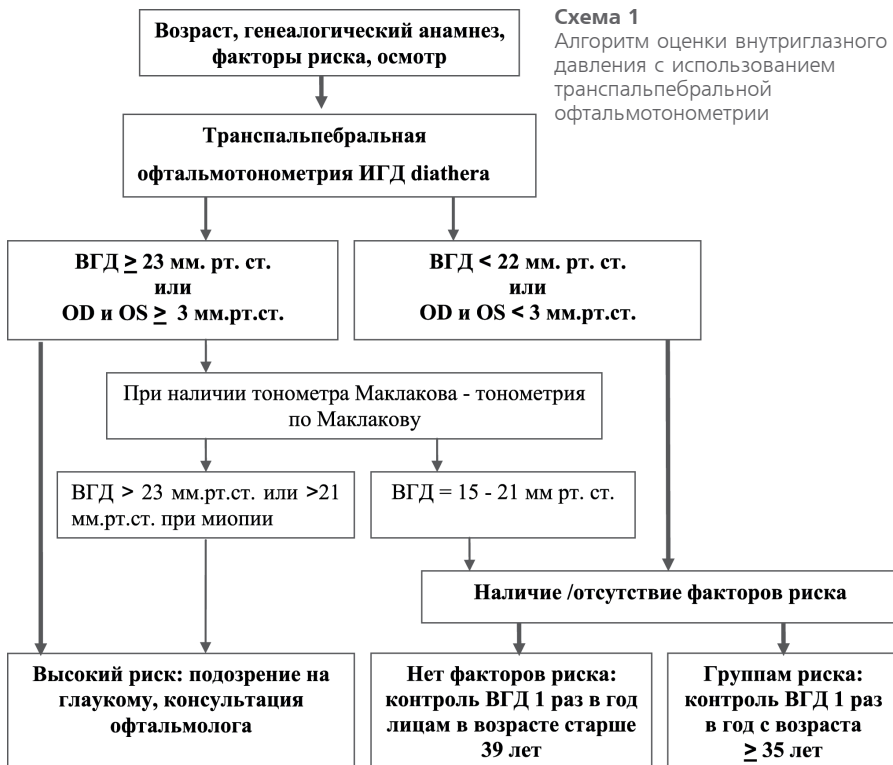 Схема 1
Алгоритм оценки внутриглазного
давления с использованием
транспальпебральной
офтальмотонометрии
Возраст, генеалогический анамнез,
факторы риска, осмотр
Транспальпебральная
офтальмотонометрия ИГД diathera
ВГД ≥ 23 мм. рт. ст.
или
OD и OS ≥ 3 мм.рт.ст.
ВГД < 22 мм. рт. ст.
или
OD и OS < 3 мм.рт.ст.
При наличии тонометра Маклакова - тонометрия
по Маклакову
ВГД > 23 мм.рт.ст. или >21
мм.рт.ст. при миопии
ВГД = 15 - 21 мм рт. ст.
Наличие /отсутствие факторов риска
Высокий риск: подозрение на
глаукому, консультация
офтальмолога
Нет факторов риска:
контроль ВГД 1 раз в год
лицам в возрасте старше
39 лет
Группам риска:
контроль ВГД 1 раз
в год с возраста
≥ 35 лет